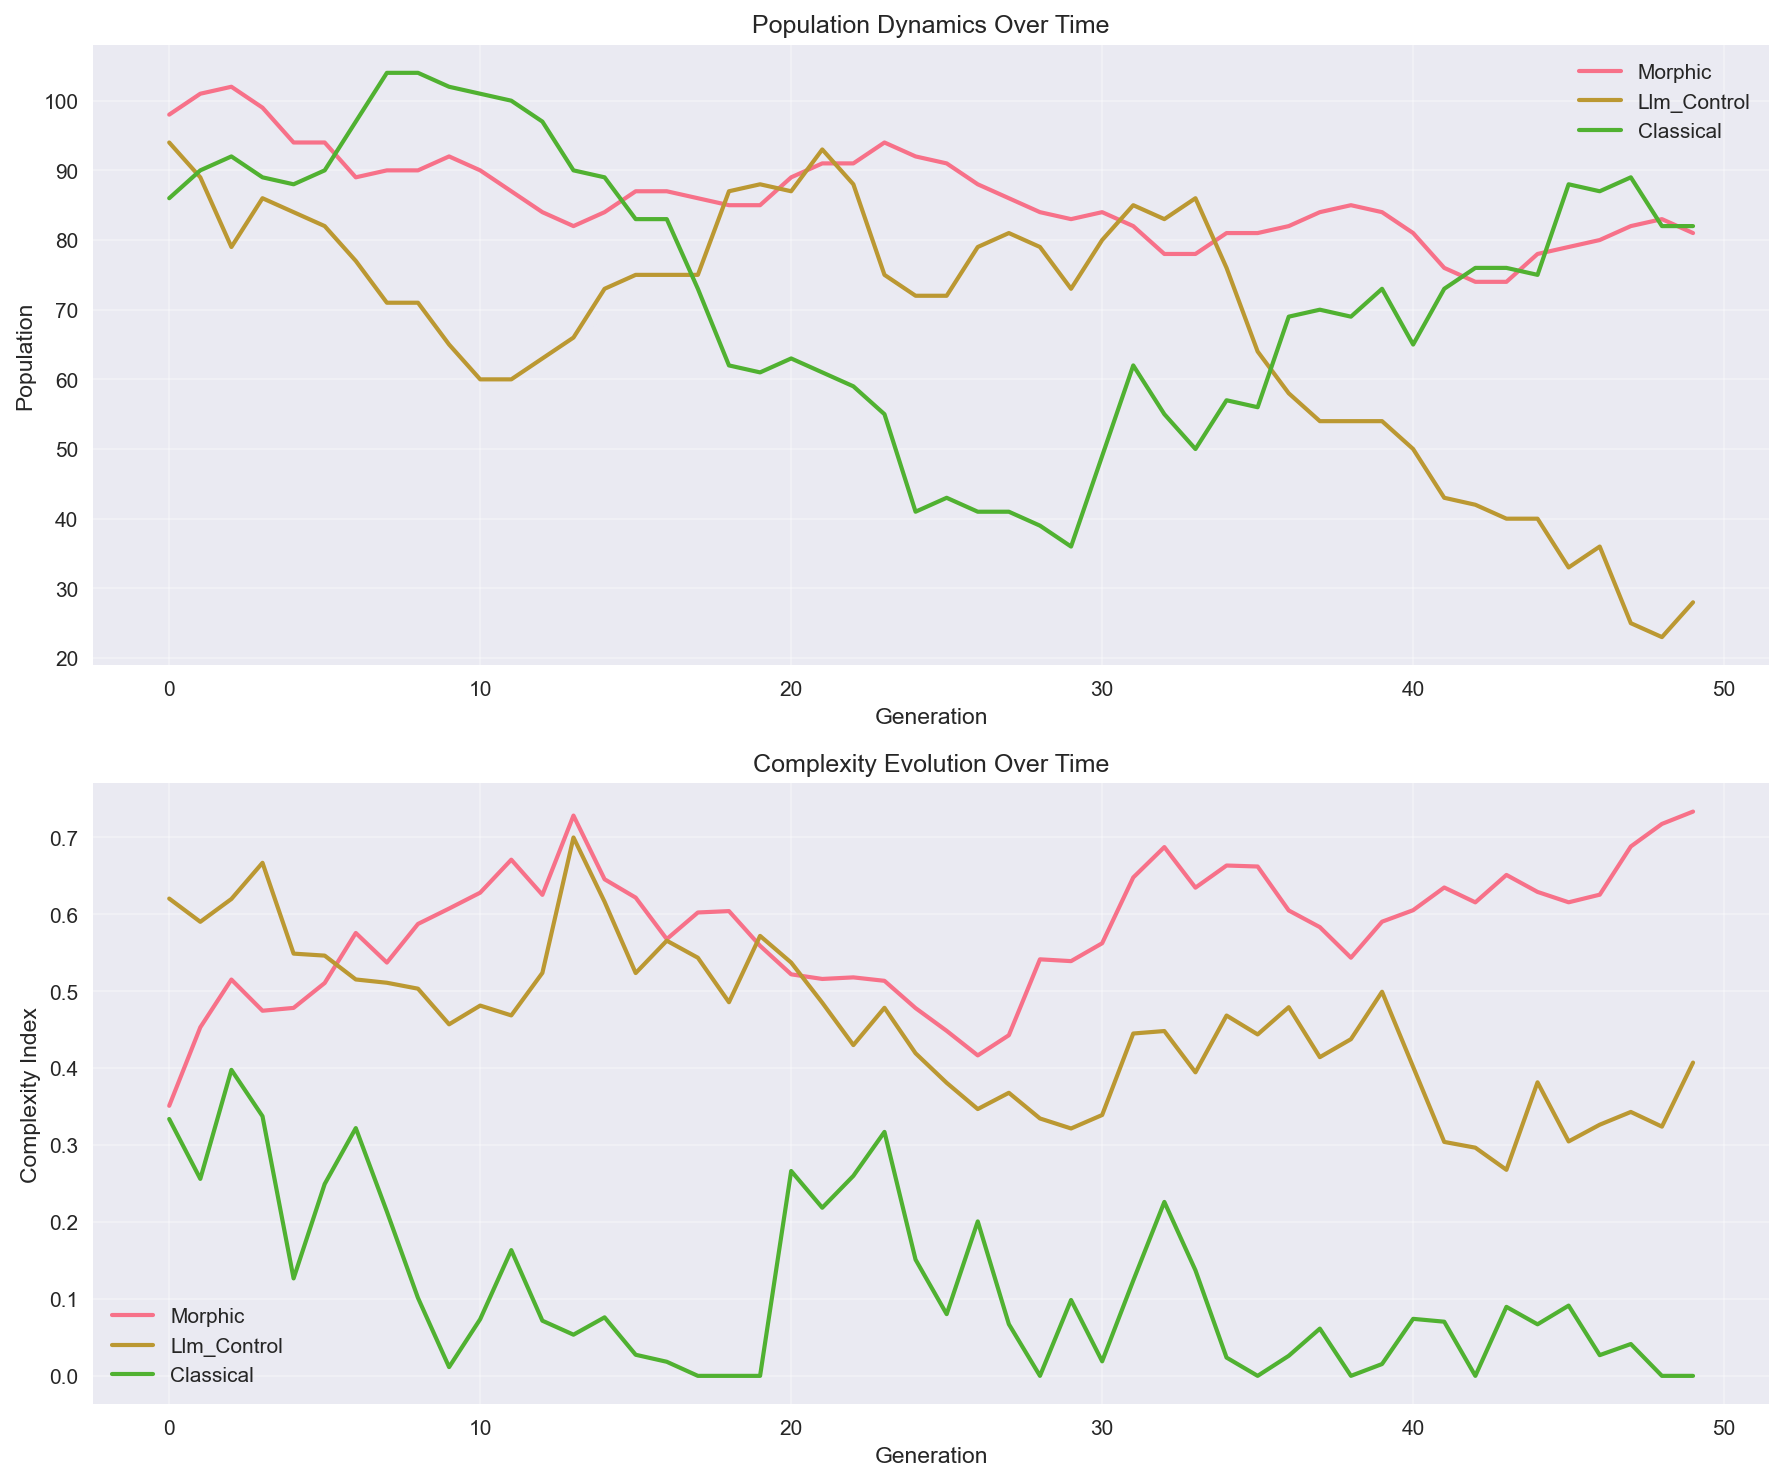 Population Dynamics Over Time
Morphic
Llm_Control
Classical
100
90
80
70
60
50
40
30
20
Population
0 10 20 30 40 50
Generation
Complexity Evolution Over Time
0.7
0.6
0.5
0.4
0.3
0.2
0.1
0.0
Complexity Index
Morphic
Llm_Control
Classical
0 10 20 30 40 50
Generation